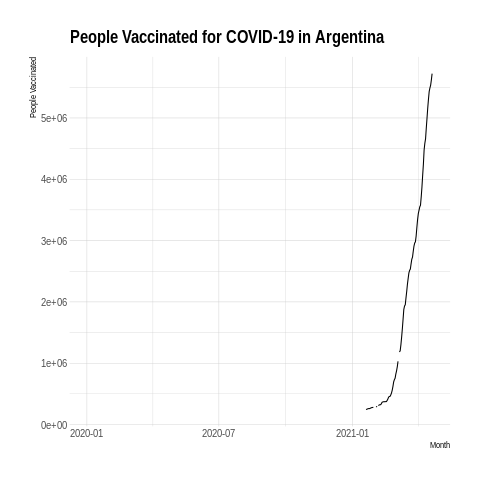 People Vaccinated for COVID-19 in Argentina
People Vaccinated
5e+06
4e+06
3e+06
2e+06
1e+06
0e+00
2020-01 2020-07 2021-01
Month